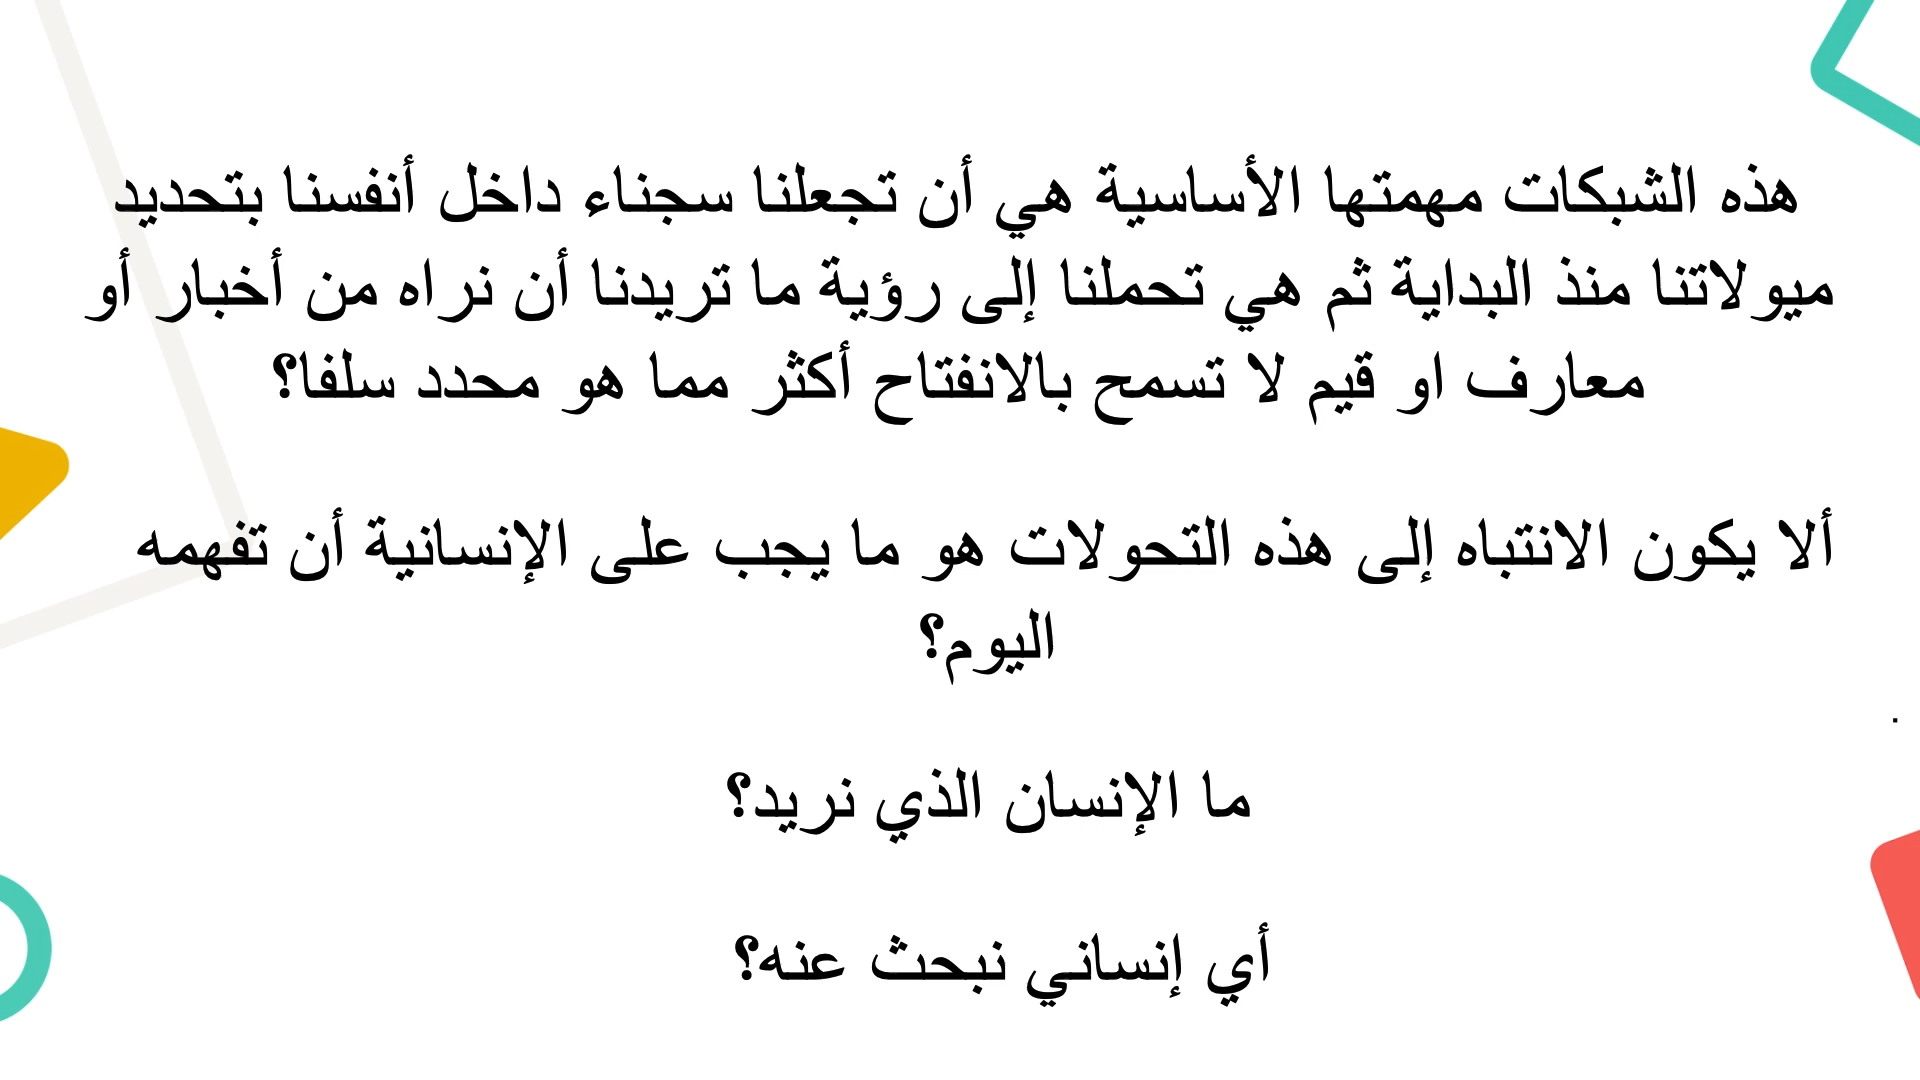 هذه الشبكات مهمتها الأساسية هي أن تجعلنا سجناء داخل أنفسنا بتحديد
ميولاتنا منذ البداية ثم هي تحملنا إلى رؤية ما تريدنا أن نراه من أخبار أو
معارف او قيم لا تسمح بالانفتاح أكثر مما هو محدد سلفا؟
ألا يكون الانتباه إلى هذه التحولات هو ما يجب على الإنسانية أن تفهمه
اليوم؟
.
ما الإنسان الذي نريد؟
أي إنساني نبحث عنه؟